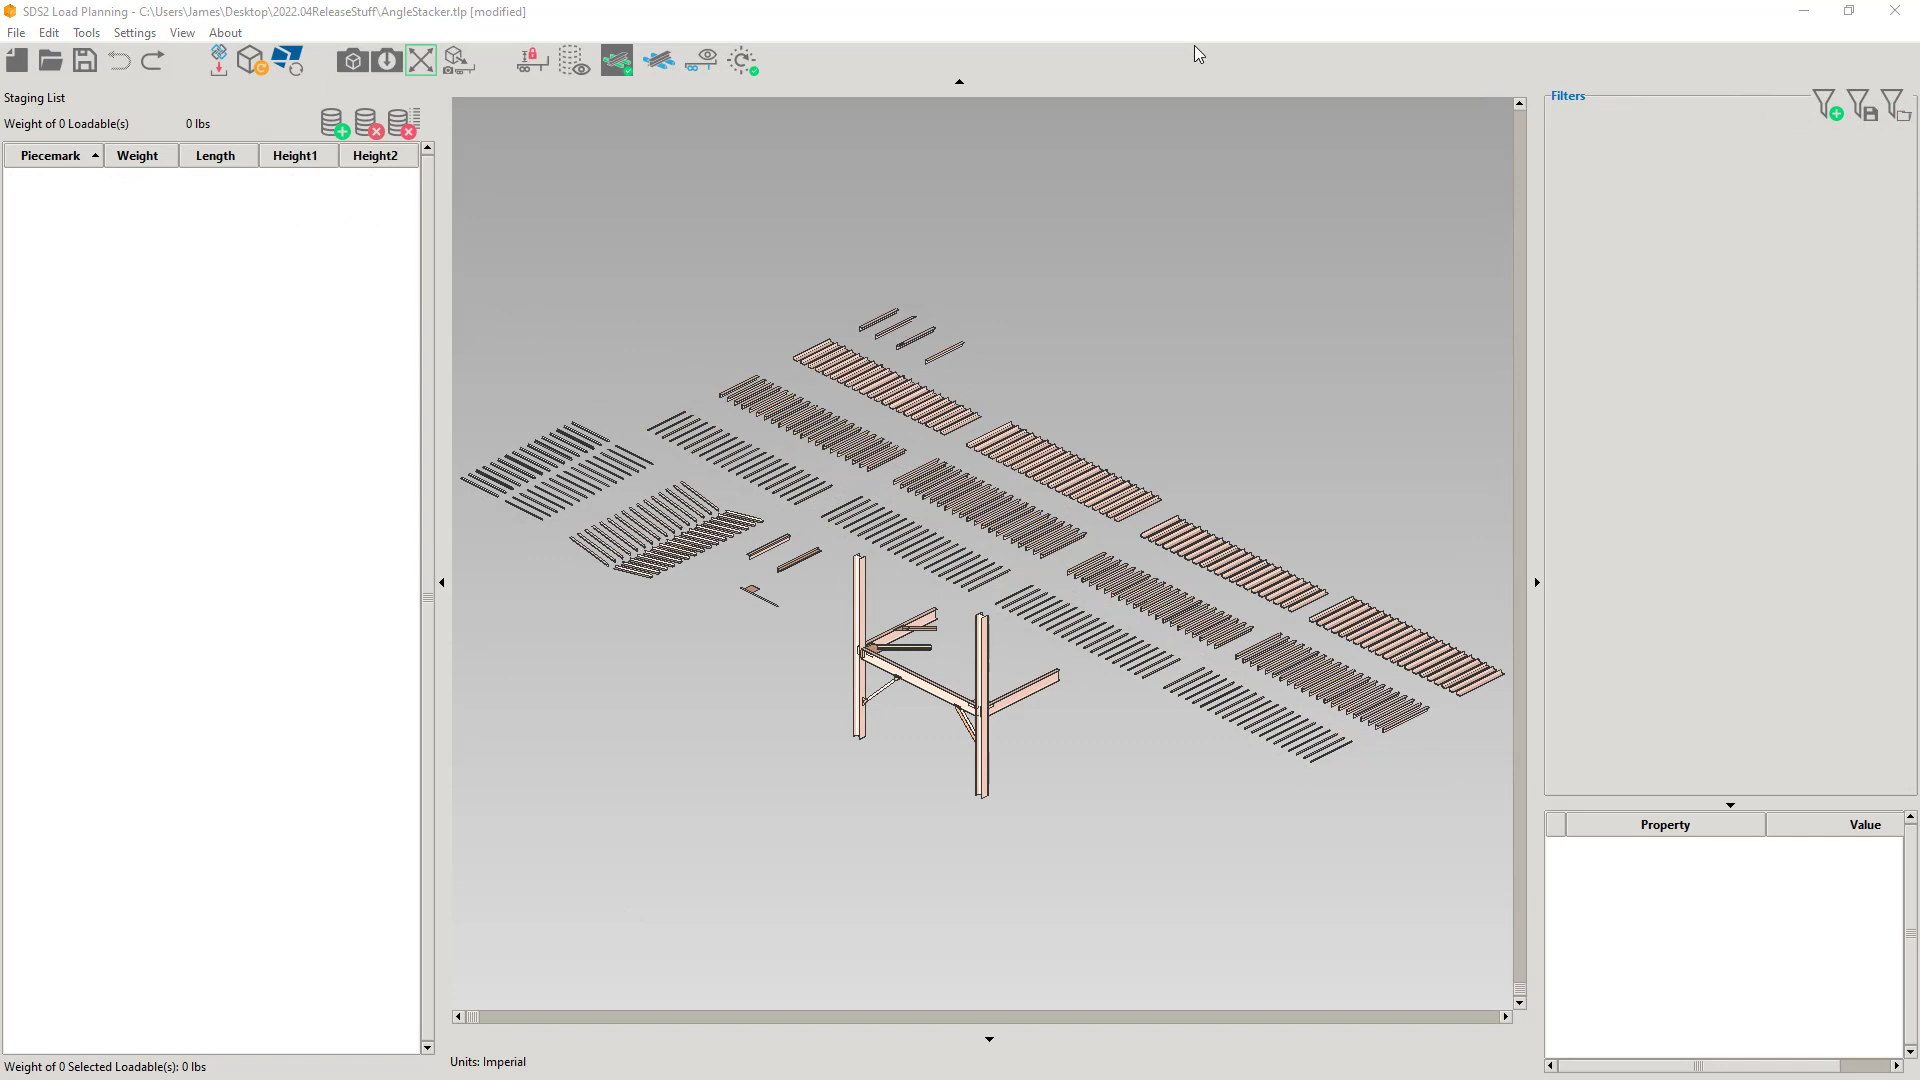 SDS2 Load Planning - C:\Users\James\Desktop\2022.04ReleaseStuff\AngleStacker.tlp [modified]
File Edit Tools Settings View About
Staging List
Weight of 0 Loadable(s) 0 lbs
Piecemark Weight Length Height1 Height2
Filters
Property Value
Weight of 0 Selected Loadable(s): 0 lbs
Units: Imperial